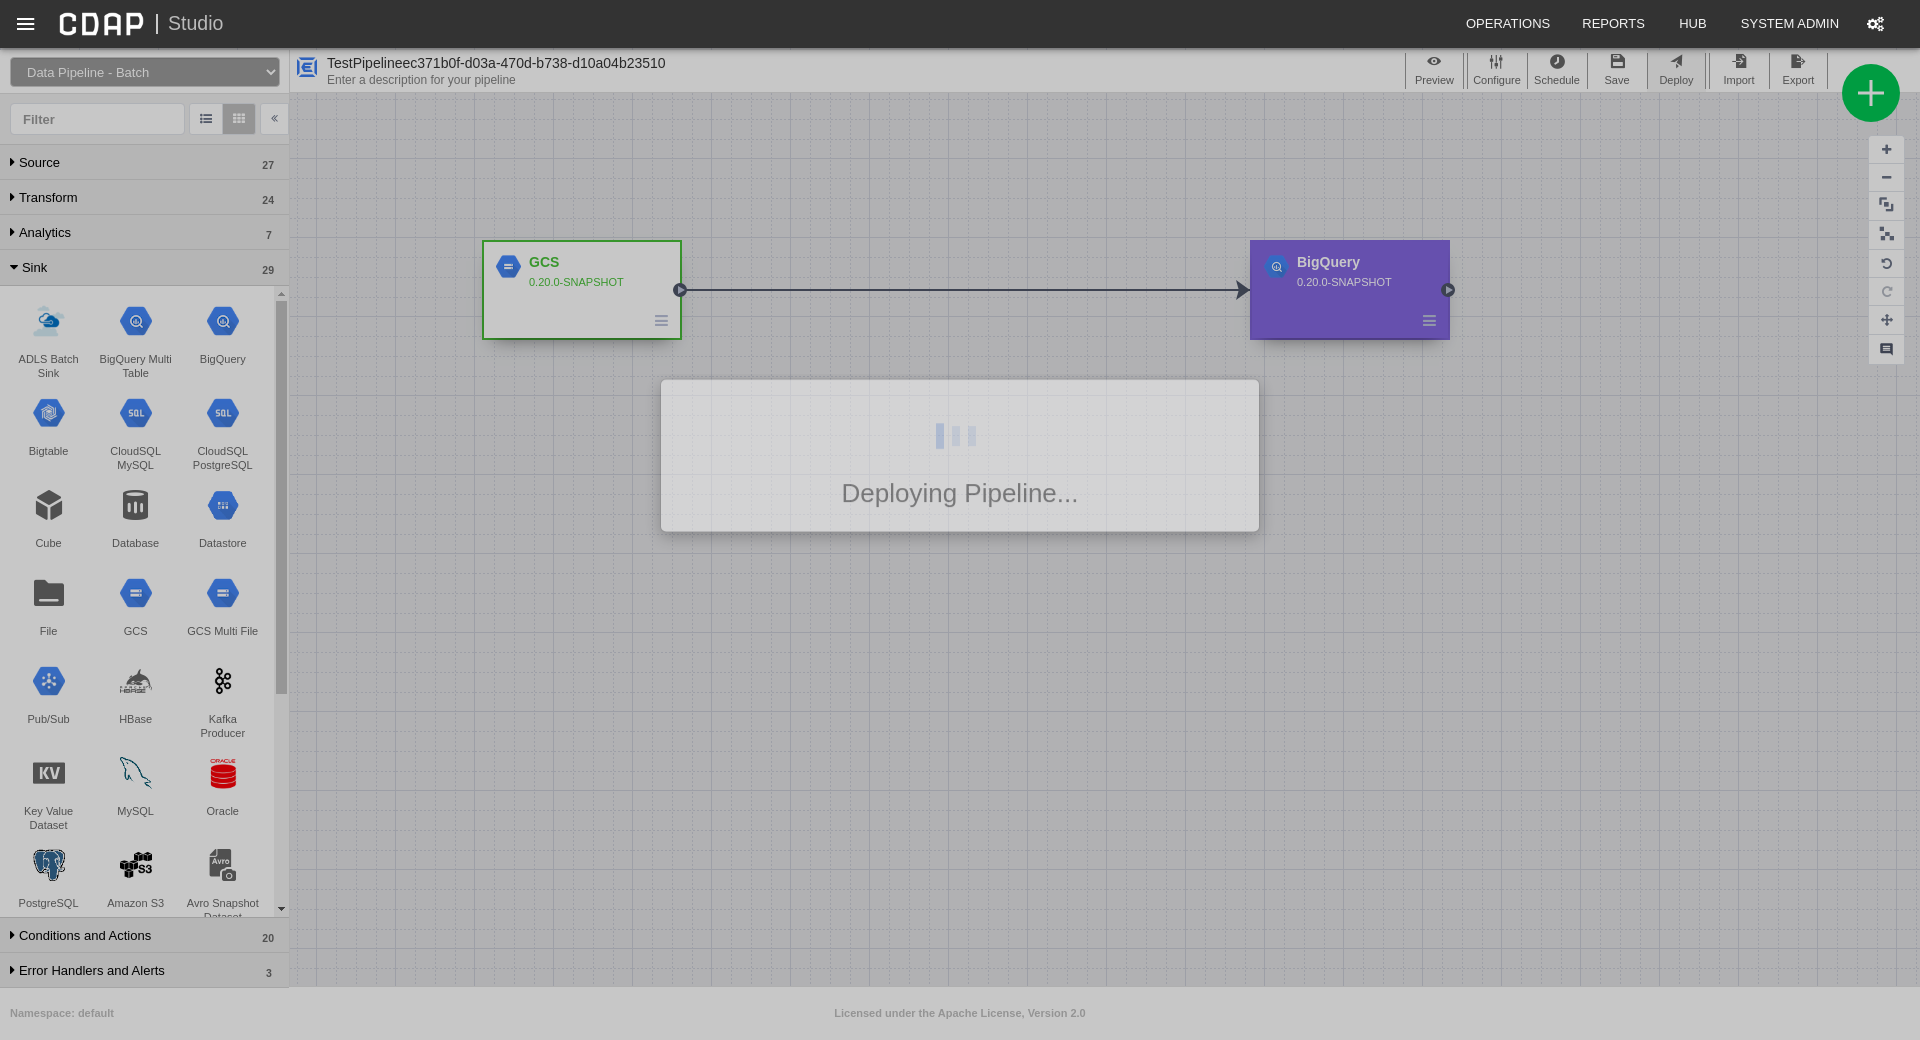 CDAP | Studio
OPERATIONS
REPORTS
HUB
SYSTEM ADMIN
Data Pipeline - Batch
TestPipelineec371b0f-d03a-470d-b738-d10a04b23510
Enter a description for your pipeline
Preview
Configure
Schedule
Save
Deploy
Import
Export
Filter
Source 27
Transform 24
Analytics 7
Sink 29
ADLS Batch
Sink
BigQuery Multi
Table
BigQuery
SQL
SQL
Bigtable
CloudSQL
MySQL
CloudSQL
PostgreSQL
Cube
Database
Datastore
File
GCS
GCS Multi File
HBASE
Pub/Sub
HBase
Kafka
Producer
KV
ORACLE
Key Value
Dataset
MySQL
Oracle
S3
Avro
PostgreSQL
Amazon S3
Avro Snapshot
Dataset
Conditions and Actions 20
Error Handlers and Alerts 3
GCS
0.20.0-SNAPSHOT
BigQuery
0.20.0-SNAPSHOT
Deploying Pipeline...
Namespace: default
Licensed under the Apache License, Version 2.0